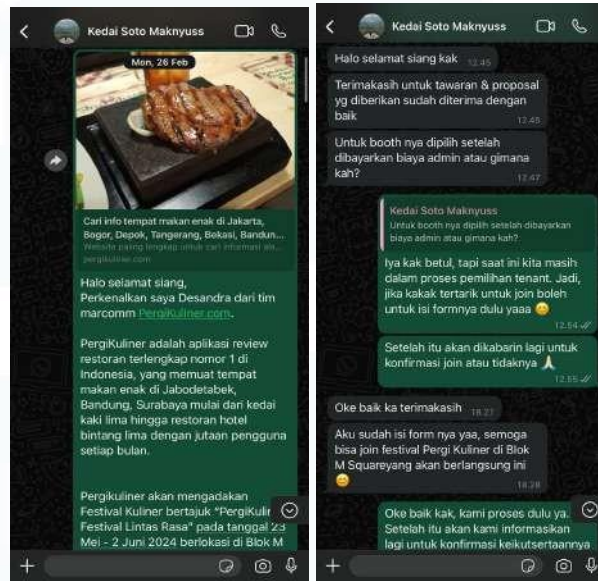 Kedai Soto Maknyuss
Mon, 26 Feb
Cari info tempat makan enak di Jakarta,
Bogor, Depok, Tangerang, Bekasi, Bandun...
Website paling lengkap untuk cari informasi ala...
pergikuliner.com
Halo selamat siang,
Perkenalkan saya Desandra dari tim
marcomm PergiKuliner.com.
PergiKuliner adalah aplikasi review
restoran terlengkap nomor 1 di
Indonesia, yang memuat tempat
makan enak di Jabodetabek,
Bandung, Surabaya mulai dari kedai
kaki lima hingga restoran hotel
bintang lima dengan jutaan pengguna
setiap bulan.
Pergikuliner akan mengadakan
Festival Kuliner bertajuk "PergiKulin
Festival Lintas Rasa" pada tanggal 23
Mei - 2 Juni 2024 berlokasi di Blok M
Kedai Soto Maknyuss
Halo selamat siang kak 12.45
Terimakasih untuk tawaran & proposal
yg diberikan sudah diterima dengan
baik 12.45
Untuk booth nya dipilih setelah
dibayarkan biaya admin atau gimana
kah? 12.47
Kedai Soto Maknyuss
Untuk booth nya dipilih setelah dibayarkan
biaya admin atau gimana kah?
Iya kak betul, tapi saat ini kita masih
dalam proses pemilihan tenant. Jadi,
jika kakak tertarik untuk join boleh
untuk isi formnya dulu yaaa 😊
12.54
Setelah itu akan dikabarin lagi untuk
konfirmasi join atau tidaknya 🙏
12.55
Oke baik ka terimakasih 18.27
Aku sudah isi form nya yaa, semoga
bisa join festival Pergi Kuliner di Blok
M Squareyang akan berlangsung ini
😊 18.28
Oke baik kak, kami proses dulu ya.
Setelah itu akan kami informasikan
lagi untuk konfirmasi keikutsertaannya